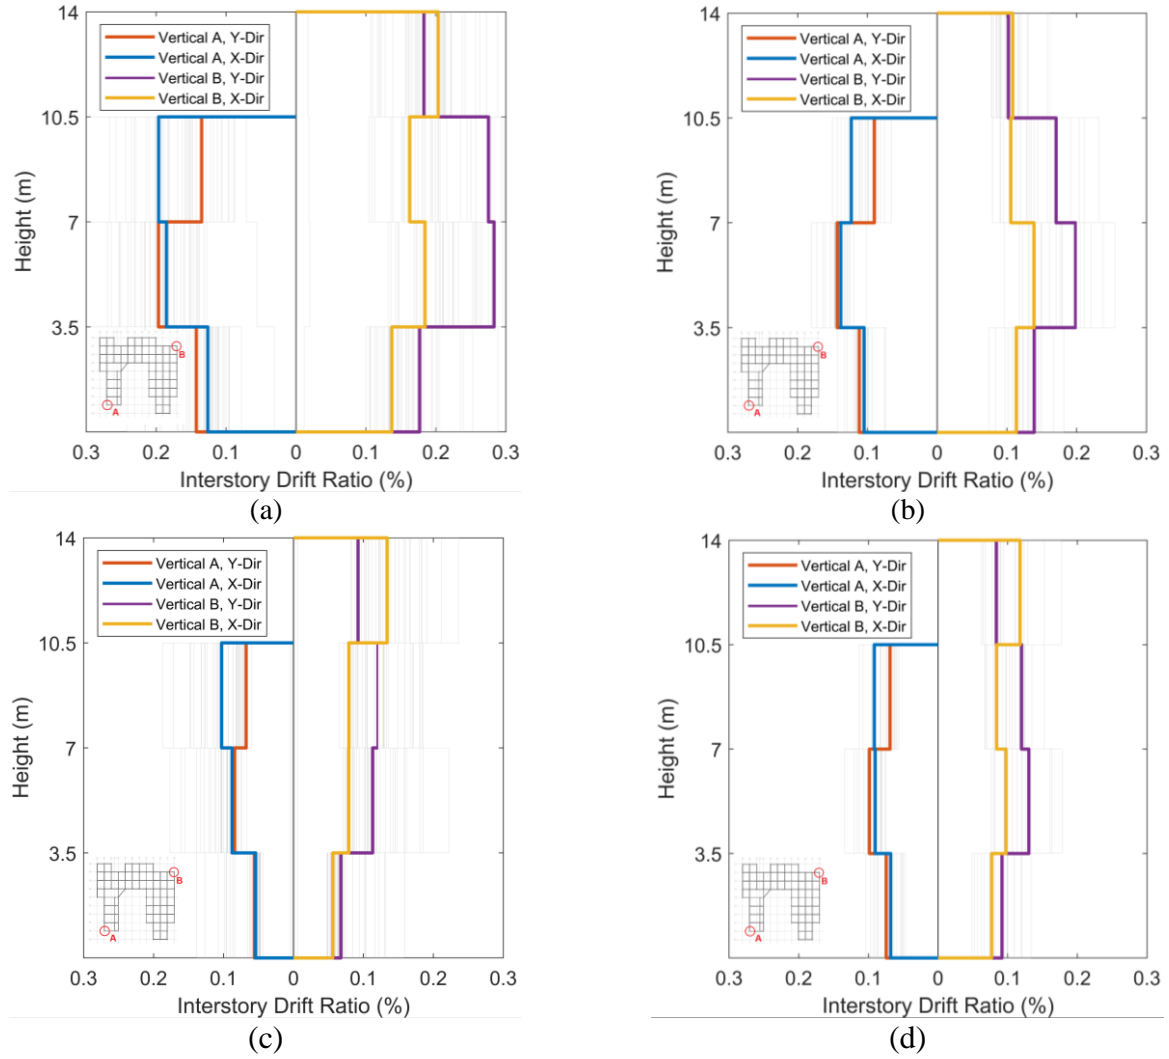 14
10.5
7
3.5
Height (m)
Vertical A, Y-Dir
Vertical A, X-Dir
Vertical B, Y-Dir
Vertical B, X-Dir
B
A
0.3 0.2 0.1 0 0.1 0.2 0.3
Interstory Drift Ratio (%)
(a)
14
10.5
7
3.5
Height (m)
Vertical A, Y-Dir
Vertical A, X-Dir
Vertical B, Y-Dir
Vertical B, X-Dir
B
A
0.3 0.2 0.1 0 0.1 0.2 0.3
Interstory Drift Ratio (%)
(b)
14
10.5
7
3.5
Height (m)
Vertical A, Y-Dir
Vertical A, X-Dir
Vertical B, Y-Dir
Vertical B, X-Dir
B
A
0.3 0.2 0.1 0 0.1 0.2 0.3
Interstory Drift Ratio (%)
(c)
14
10.5
7
3.5
Height (m)
Vertical A, Y-Dir
Vertical A, X-Dir
Vertical B, Y-Dir
Vertical B, X-Dir
B
A
0.3 0.2 0.1 0 0.1 0.2 0.3
Interstory Drift Ratio (%)
(d)